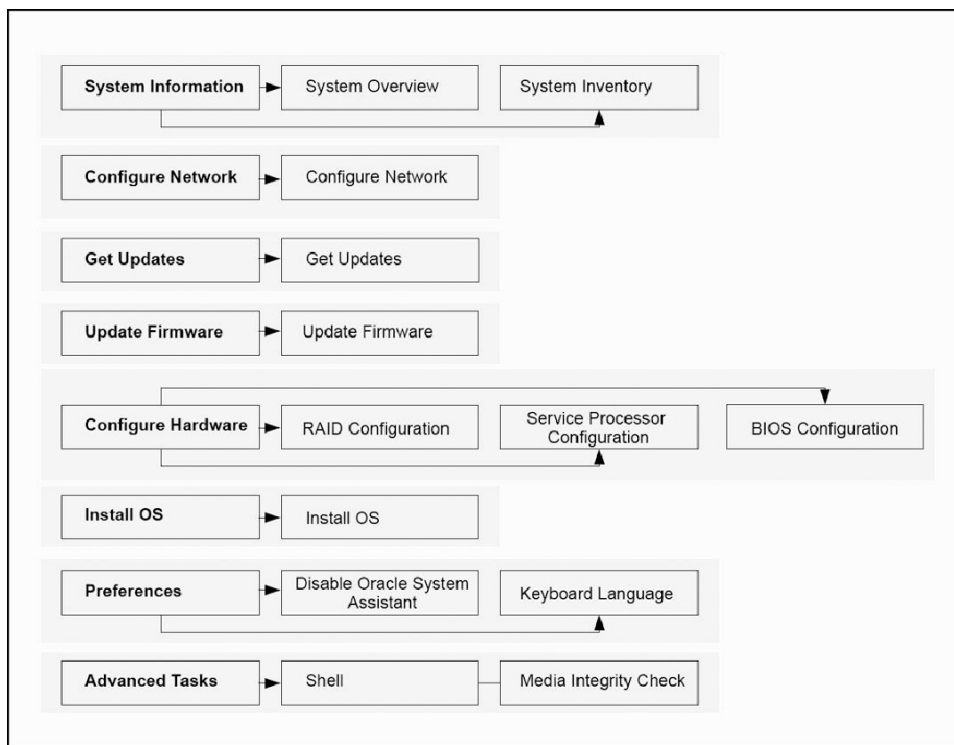 System Information
System Overview
System Inventory
Configure Network
Configure Network
Get Updates
Get Updates
Update Firmware
Update Firmware
Configure Hardware
RAID Configuration
Service Processor
Configuration
BIOS Configuration
Install OS
Install OS
Preferences
Disable Oracle System
Assistant
Keyboard Language
Advanced Tasks
Shell
Media Integrity Check